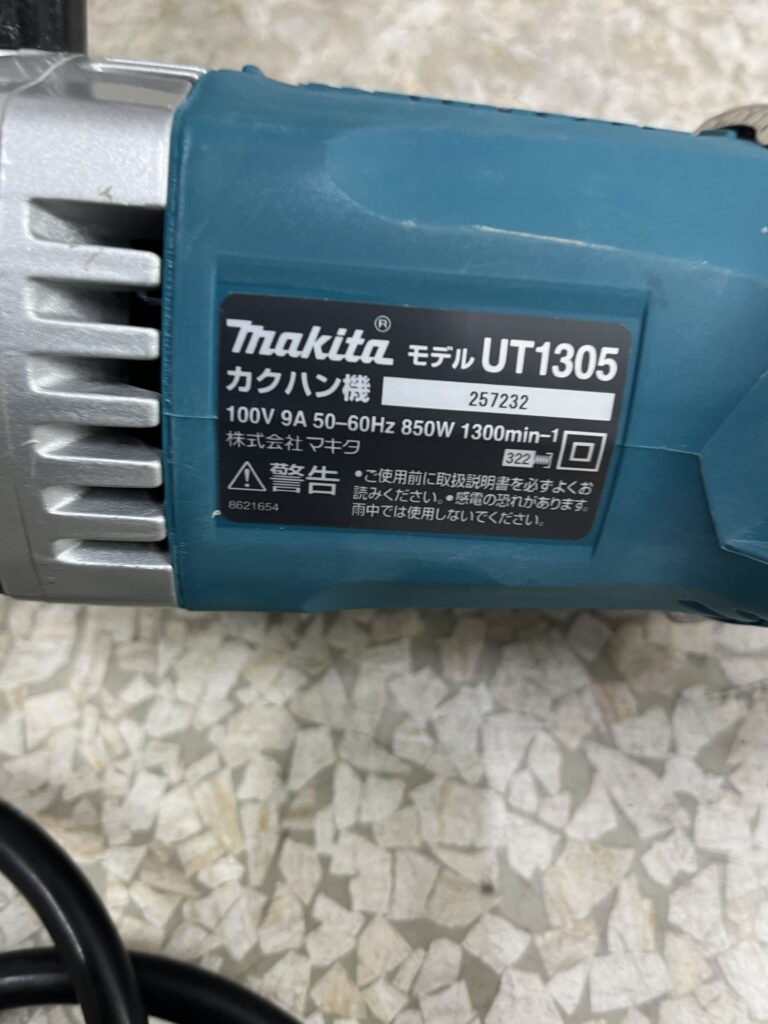 makita® モデル UT1305
カクハン機 257232
100V 9A 50–60Hz 850W 1300min–1
株式会社マキタ 322
警告 •ご使用前に取扱説明書を必ずよくお
読みください。•感電の恐れがあります。
8621654 雨中では使用しないでください。